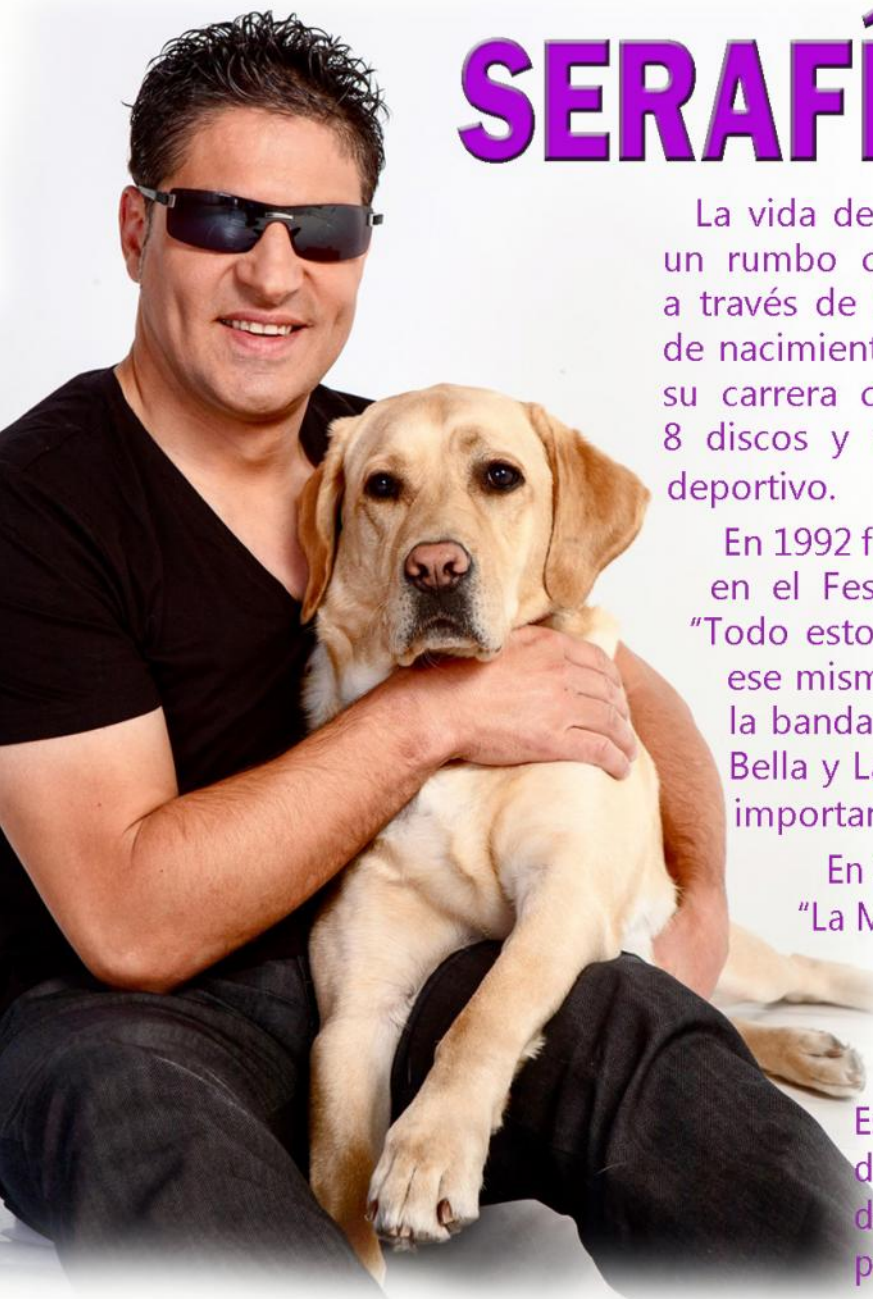 SERAFÍ
La vida de
un rumbo
a través de
de nacimient
su carrera
8 discos y
deportivo.
En 1992 f
en el Fes
"Todo esto
ese mism
la banda
Bella y La
importar
En
"La M
E
d
d
p